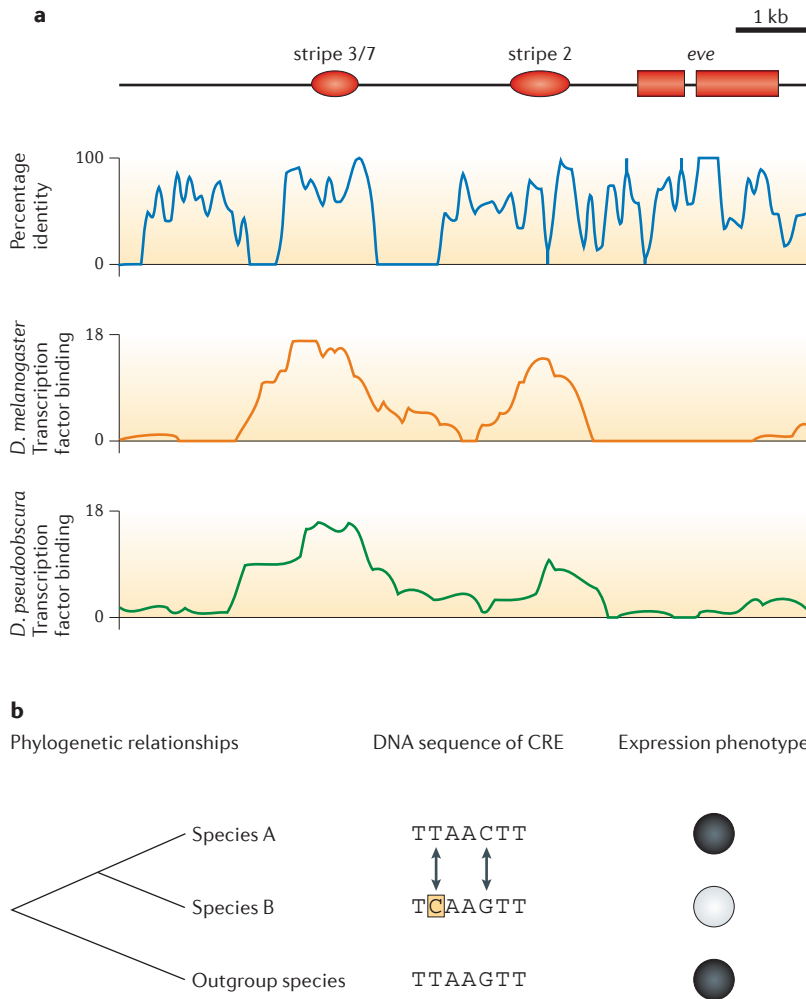 a
1 kb
stripe 3/7
stripe 2
eve
Percentage
identity
100
0
D. melanogaster
Transcription
factor binding
18
0
D. pseudoobscura
Transcription
factor binding
18
0
b
Phylogenetic relationships
DNA sequence of CRE
Expression phenotype
Species A
TTAACTT
Species B
TCAAGTT
Outgroup species
TTAAGTT